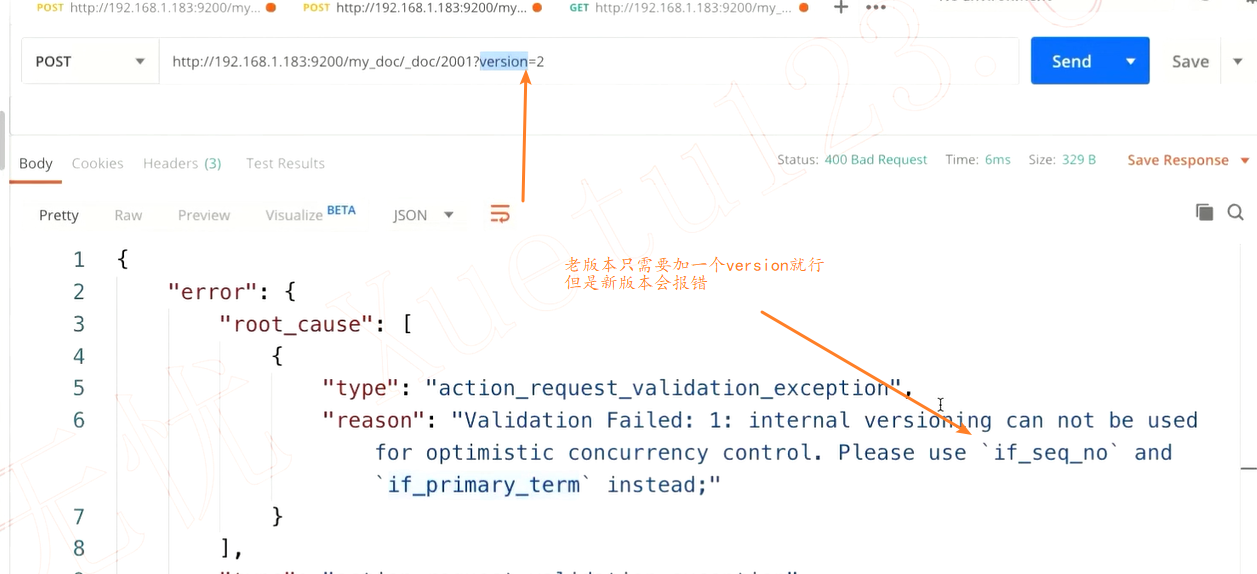 POST http://192.168.1.183:9200/my... POST http://192.168.1.183:9200/my... GET http://192.168.1.183:9200/my_... + •••
POST http://192.168.1.183:9200/my_doc/_doc/2001?version=2 Send Save
Body Cookies Headers (3) Test Results Status: 400 Bad Request Time: 6ms Size: 329 B Save Response
Pretty Raw Preview Visualize BETA JSON
老版本只需要加一个version就行
但是新版本会报错
1 {
2 "error": {
3 "root_cause": [
4 {
5 "type": "action_request_validation_exception",
6 "reason": "Validation Failed: 1: internal versioning can not be used
for optimistic concurrency control. Please use `if_seq_no` and
`if_primary_term` instead;"
7 }
8 ],